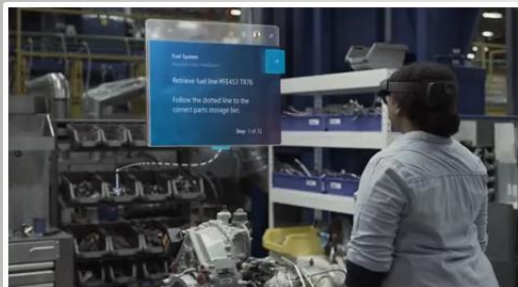 Fuel System
Retrieve fuel line #FE453 TR76
Follow the dotted line to the
correct parts storage bin.
Step 1 of 12